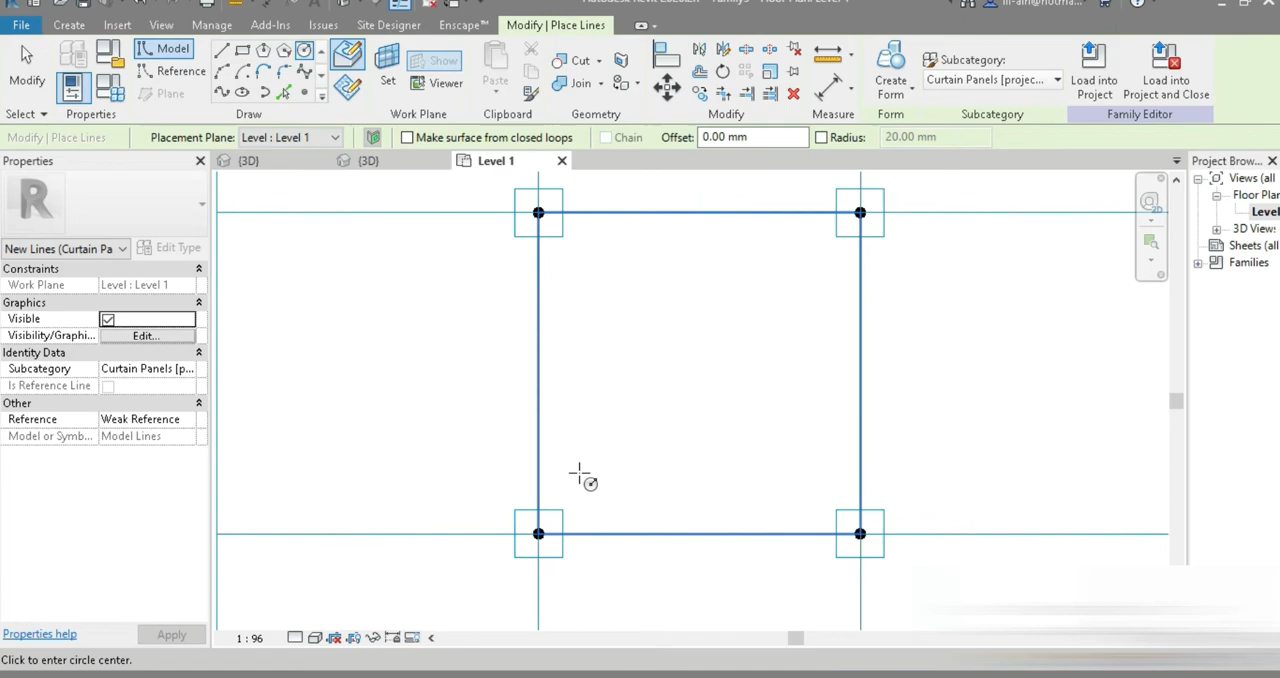 File Create Insert View Manage Add-Ins Insites Site Designer Enscape™ Modify | Place Lines
Modify
Model
Reference
Plane
Set
Show
Viewer
Paste
Cut
Join
Create
Form
Subcategory:
Curtain Panels [projec...
Load into
Project
Load into
Project and Close
Select Properties Draw Work Plane Clipboard Geometry Modify Measure Form Subcategory Family Editor
Modify | Place Lines Placement Plane: Level : Level 1 Make surface from closed loops Chain Offset: 0.00 mm Radius: 20.00 mm
Properties
{3D} {3D} Level 1
Project Brow...
R
2D
Views (all
Floor Plan
Level
3D View:
Sheets (all
Families
New Lines (Curtain Pa Edit Type
Constraints
Work Plane Level : Level 1
Graphics
Visible
Visibility/Graphi... Edit...
Identity Data
Subcategory Curtain Panels [p...
Is Reference Line
Other
Reference Weak Reference
Model or Symb... Model Lines
Properties help Apply
1 : 96
Click to enter circle center.